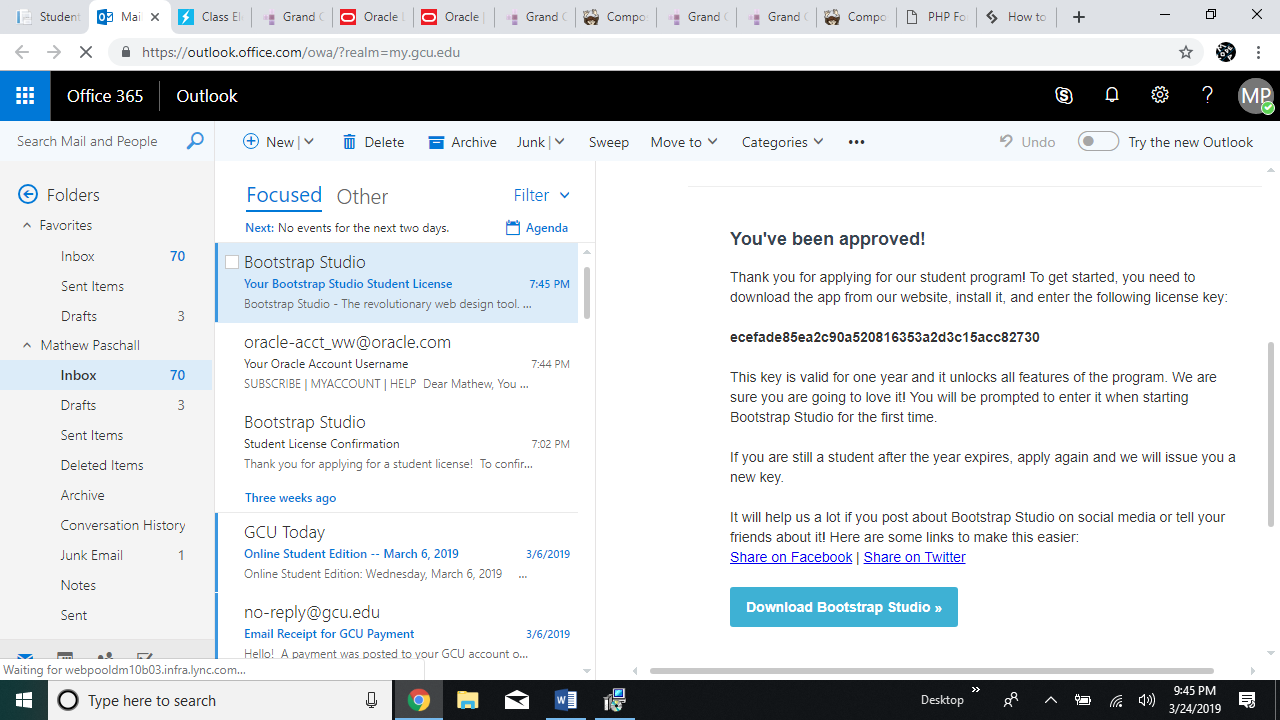 Student
Mai
Class El
Grand C
Oracle
Oracle |
Grand C
Compo
Grand C
Grand C
Compo
PHP Fo
How to
https://outlook.office.com/owa/?realm=my.gcu.edu
Office 365
Outlook
MP
Search Mail and People
New
Delete
Archive
Junk
Sweep
Move to
Categories
Undo
Try the new Outlook
Folders
Favorites
Inbox 70
Sent Items
Drafts 3
Mathew Paschall
Inbox 70
Drafts 3
Sent Items
Deleted Items
Archive
Conversation History
Junk Email 1
Notes
Sent
Waiting for webpooldm10b03.infra.lync.com...
Focused Other Filter
Next: No events for the next two days. Agenda
Bootstrap Studio
Your Bootstrap Studio Student License 7:45 PM
Bootstrap Studio - The revolutionary web design tool. ...
oracle-acct_ww@oracle.com
Your Oracle Account Username 7:44 PM
SUBSCRIBE | MYACCOUNT | HELP Dear Mathew, You ...
Bootstrap Studio
Student License Confirmation 7:02 PM
Thank you for applying for a student license! To confir...
Three weeks ago
GCU Today
Online Student Edition -- March 6, 2019 3/6/2019
Online Student Edition: Wednesday, March 6, 2019 ...
no-reply@gcu.edu
Email Receipt for GCU Payment 3/6/2019
Hello! A payment was posted to your GCU account o...
You've been approved!
Thank you for applying for our student program! To get started, you need to
download the app from our website, install it, and enter the following license key:
ecefade85ea2c90a520816353a2d3c15acc82730
This key is valid for one year and it unlocks all features of the program. We are
sure you are going to love it! You will be prompted to enter it when starting
Bootstrap Studio for the first time.
If you are still a student after the year expires, apply again and we will issue you a
new key.
It will help us a lot if you post about Bootstrap Studio on social media or tell your
friends about it! Here are some links to make this easier:
Share on Facebook | Share on Twitter
Download Bootstrap Studio »
Type here to search
Desktop
9:45 PM
3/24/2019